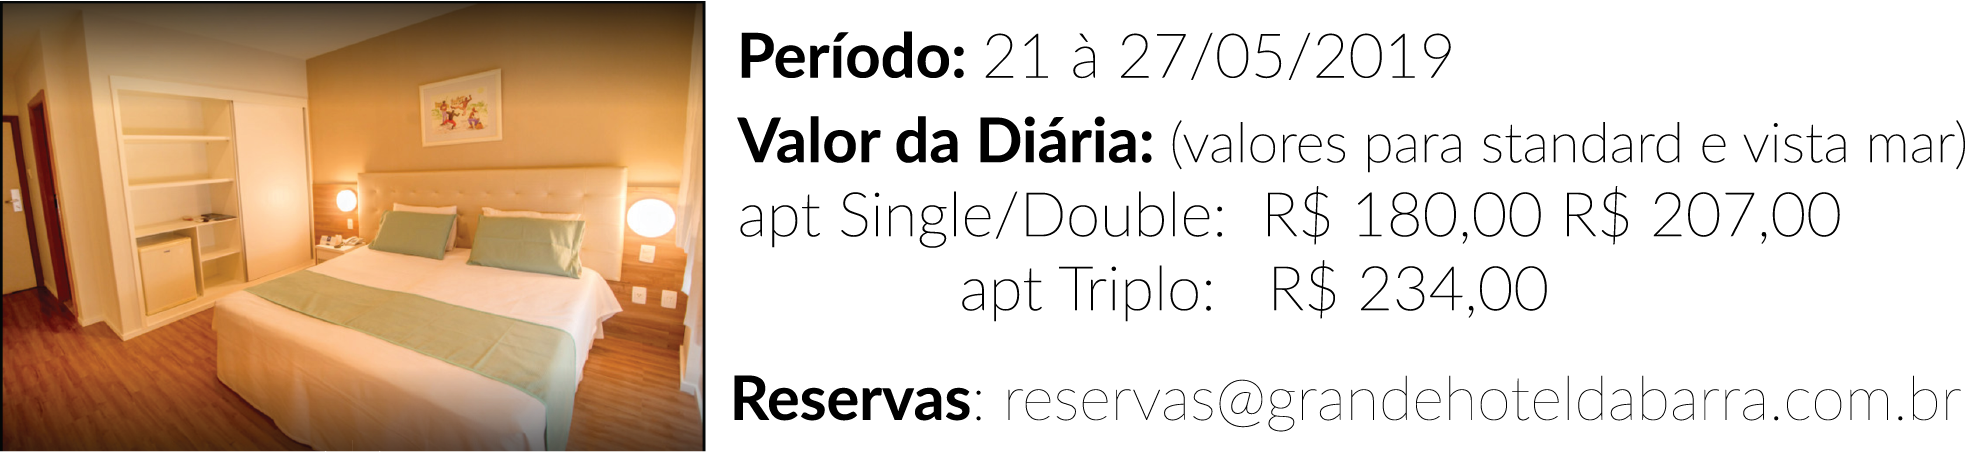 Período: 21 à 27/05/2019
Valor da Diária: (valores para standard e vista mar)
apt Single/Double: R$ 180,00 R$ 207,00
apt Triplo: R$ 234,00
Reservas: reservas@grandehoteldabarra.com.br